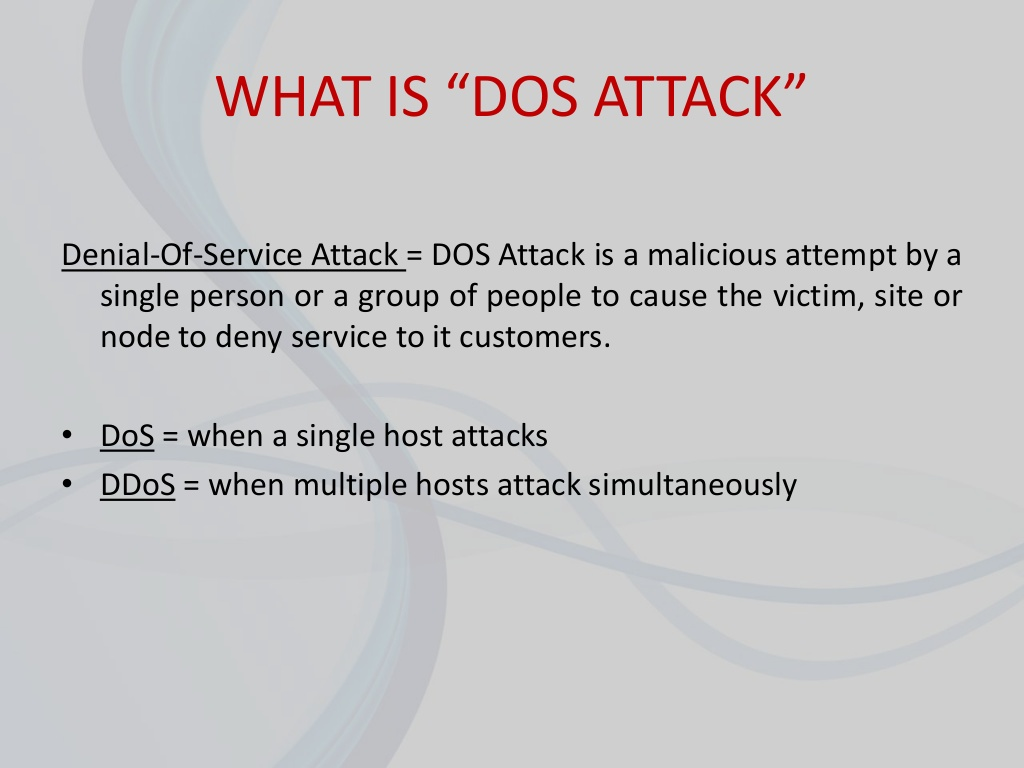 WHAT IS “DOS ATTACK”
Denial-Of-Service Attack = DOS Attack is a malicious attempt by a
single person or a group of people to cause the victim, site or
node to deny service to it customers.
• DoS = when a single host attacks
• DDoS = when multiple hosts attack simultaneously